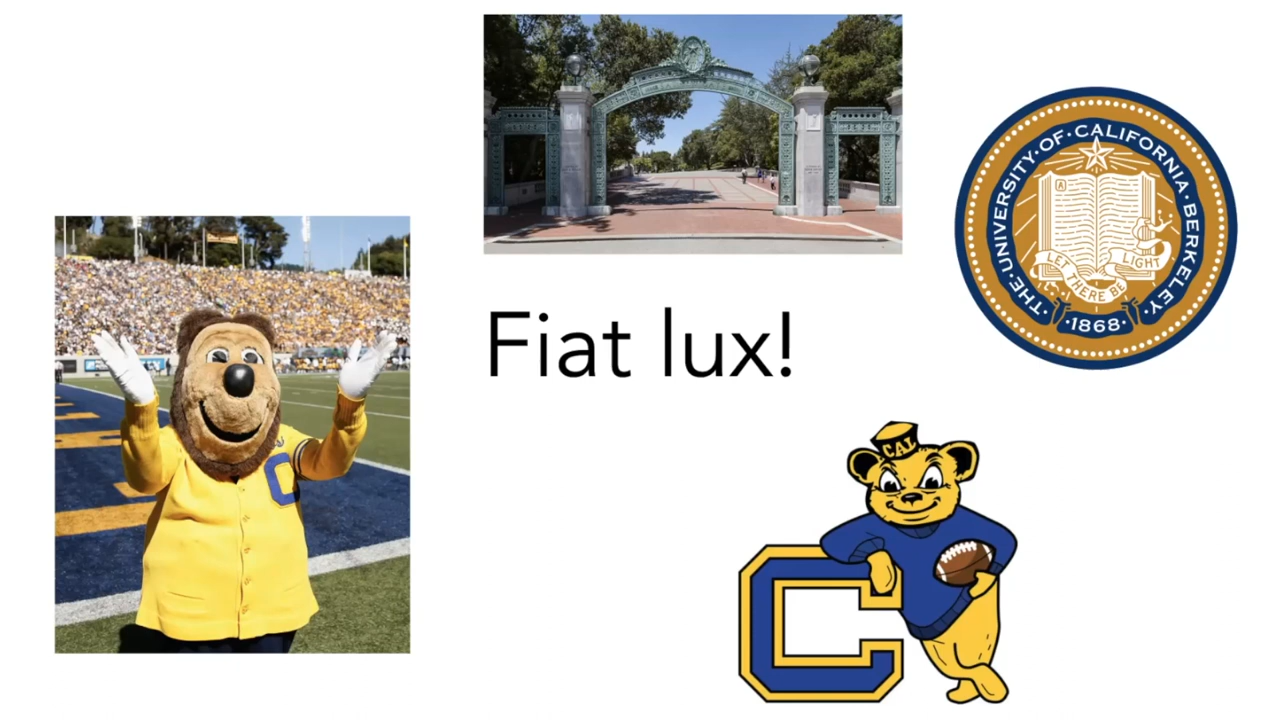 Fiat lux!
THE·UNIVERSITY·OF·CALIFORNIA·BERKELEY
A
LET THERE BE LIGHT
·1868·
C
CAL
C